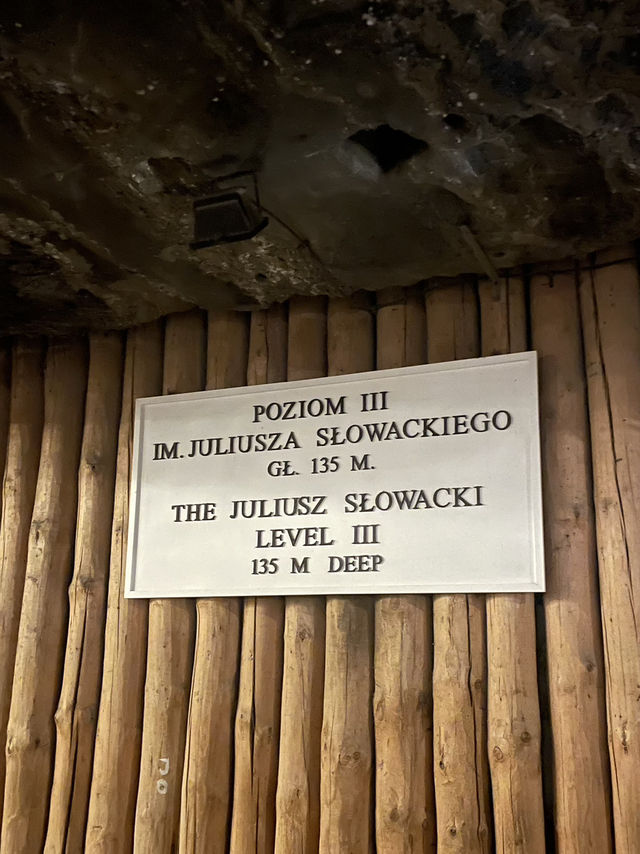 POZIOM III
IM. JULIUSZA SŁOWACKIEGO
GŁ. 135 M.
THE JULIUSZ SŁOWACKI
LEVEL III
135 M DEEP